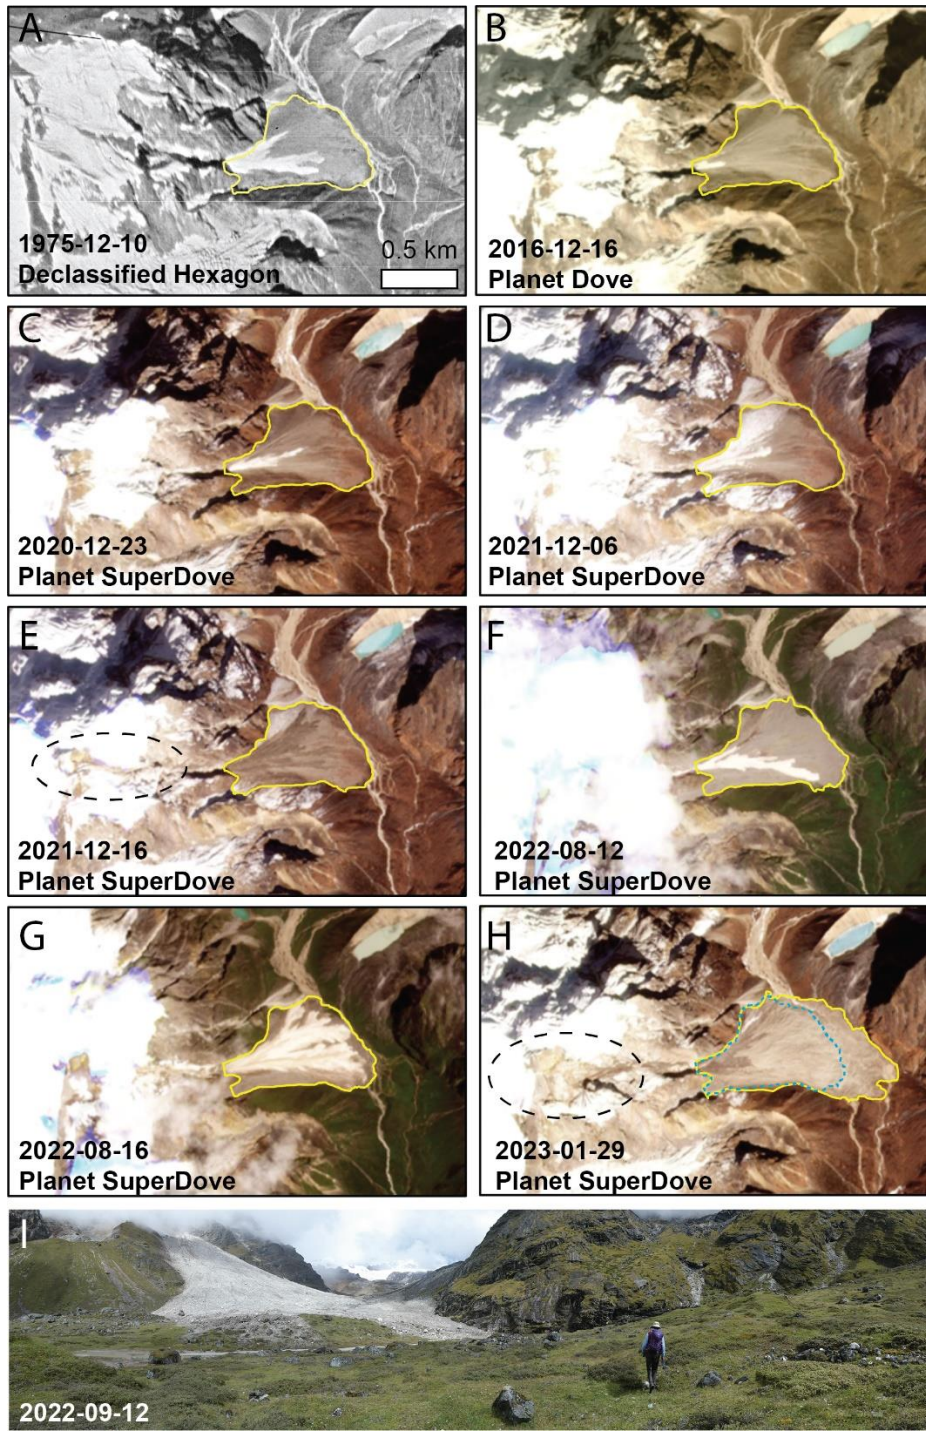 A
1975-12-10
Declassified Hexagon
0.5 km
B
2016-12-16
Planet Dove
C
2020-12-23
Planet SuperDove
D
2021-12-06
Planet SuperDove
E
2021-12-16
Planet SuperDove
F
2022-08-12
Planet SuperDove
G
2022-08-16
Planet SuperDove
H
2023-01-29
Planet SuperDove
I
2022-09-12